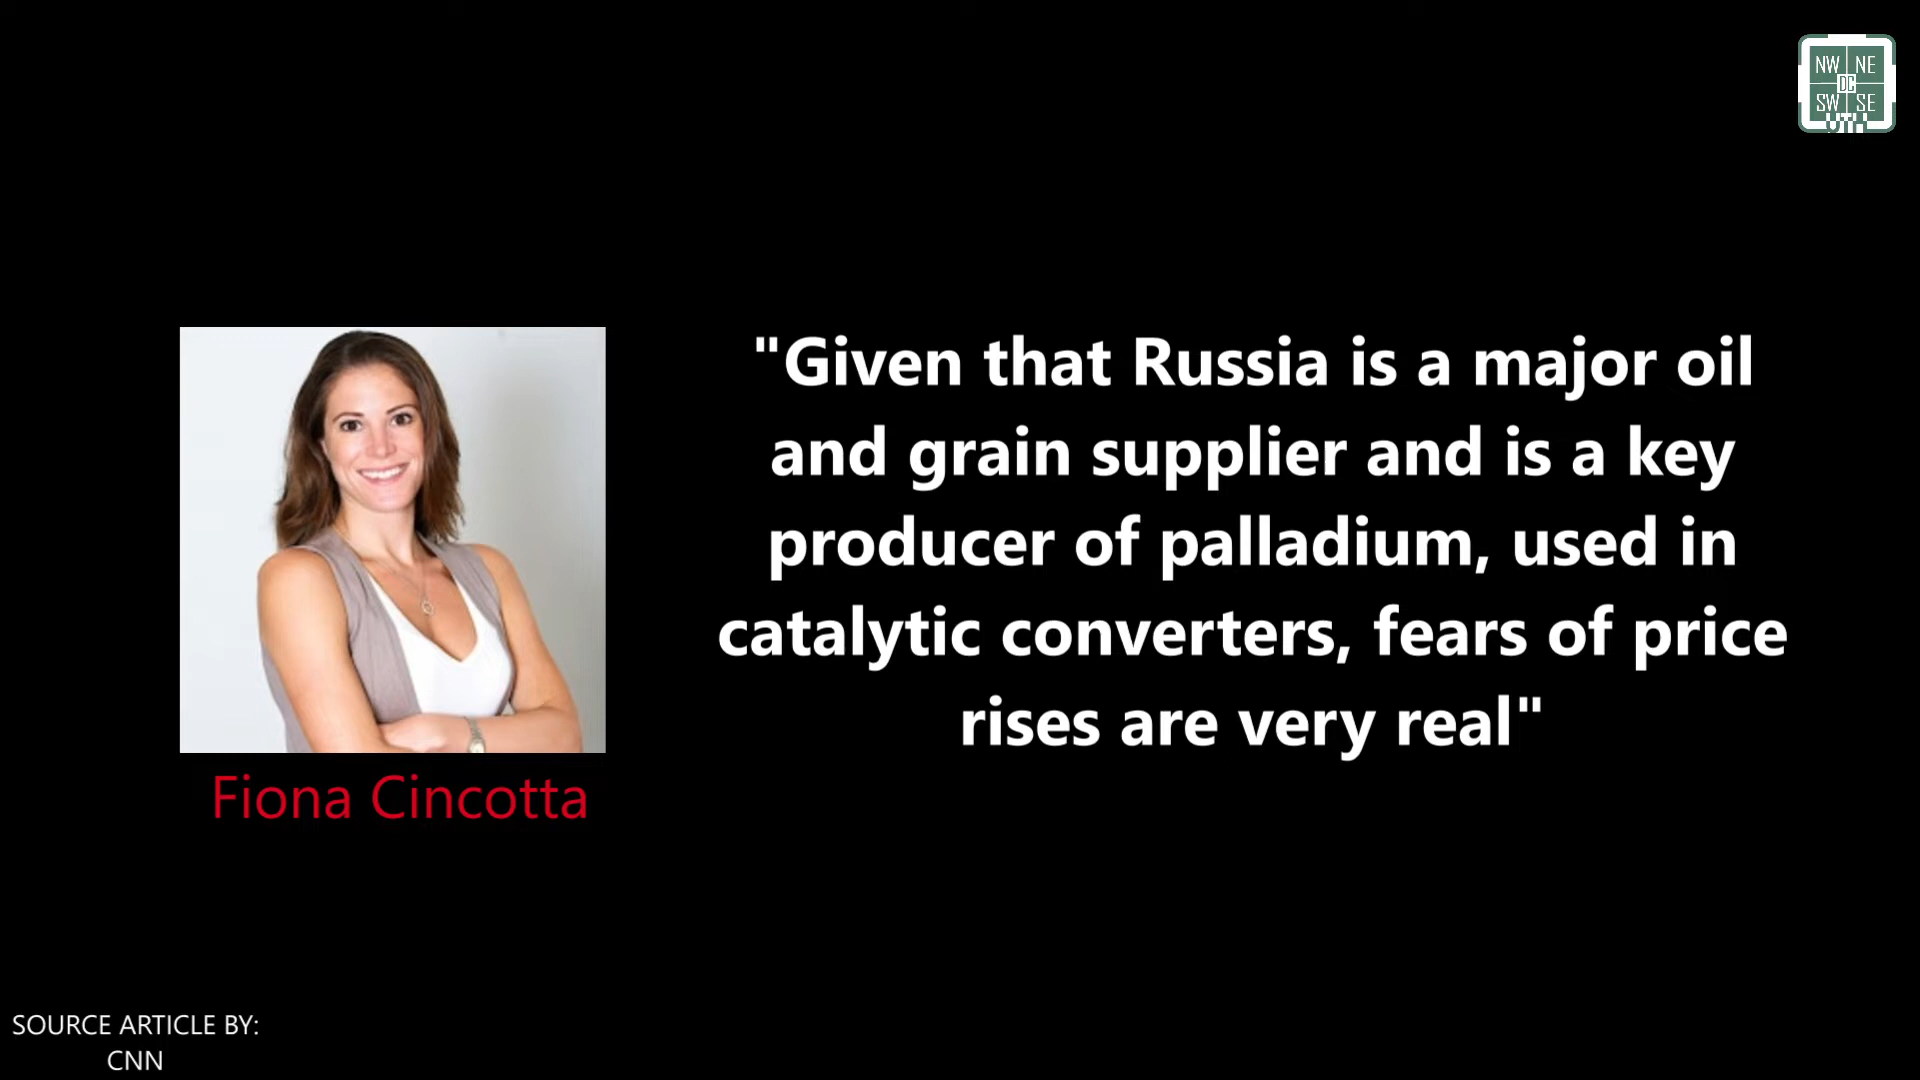 NW NE
DC
SW SE
"Given that Russia is a major oil
and grain supplier and is a key
producer of palladium, used in
catalytic converters, fears of price
rises are very real"
Fiona Cincotta
SOURCE ARTICLE BY:
CNN